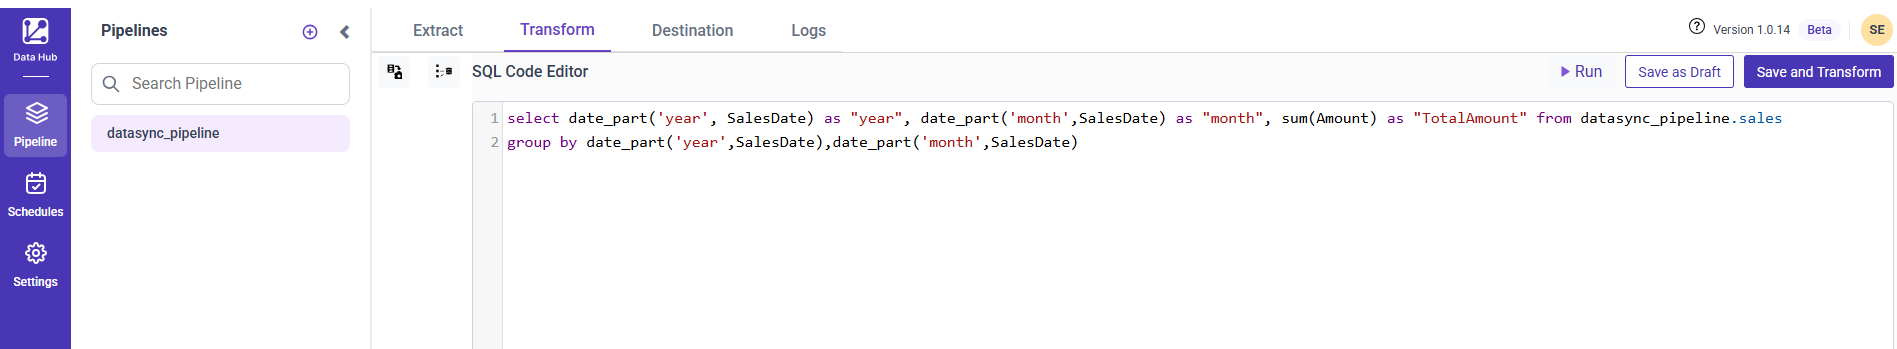 Data Hub
Pipeline
Schedules
Settings
Pipelines
Search Pipeline
datasync_pipeline
Extract Transform Destination Logs
Version 1.0.14 Beta SE
SQL Code Editor
Run Save as Draft Save and Transform
1 select date_part('year', SalesDate) as "year", date_part('month',SalesDate) as "month", sum(Amount) as "TotalAmount" from datasync_pipeline.sales
2 group by date_part('year',SalesDate),date_part('month',SalesDate)